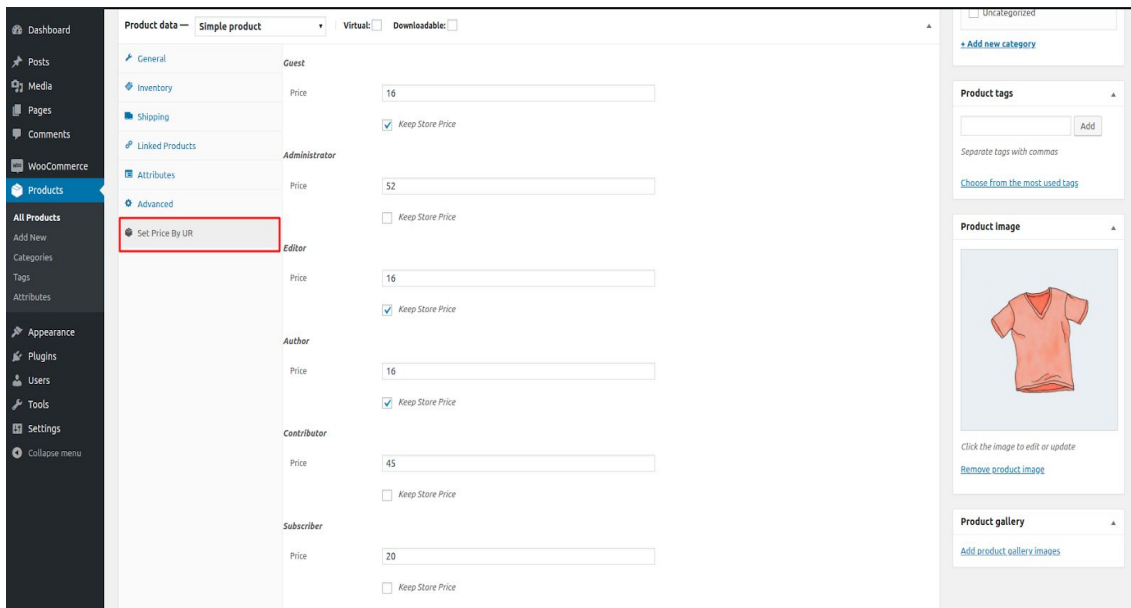 Dashboard
Posts
Media
Pages
Comments
WooCommerce
Products
All Products
Add New
Categories
Tags
Attributes
Appearance
Plugins
Users
Tools
Settings
Collapse menu
Product data — Simple product Virtual: Downloadable:
General
Inventory
Shipping
Linked Products
Attributes
Advanced
Set Price By UR
Guest
Price 16
Keep Store Price
Administrator
Price 52
Keep Store Price
Editor
Price 16
Keep Store Price
Author
Price 16
Keep Store Price
Contributor
Price 45
Keep Store Price
Subscriber
Price 20
Keep Store Price
Uncategorized
+ Add new category
Product tags
Add
Separate tags with commas
Choose from the most used tags
Product image
Click the image to edit or update
Remove product image
Product gallery
Add product gallery images